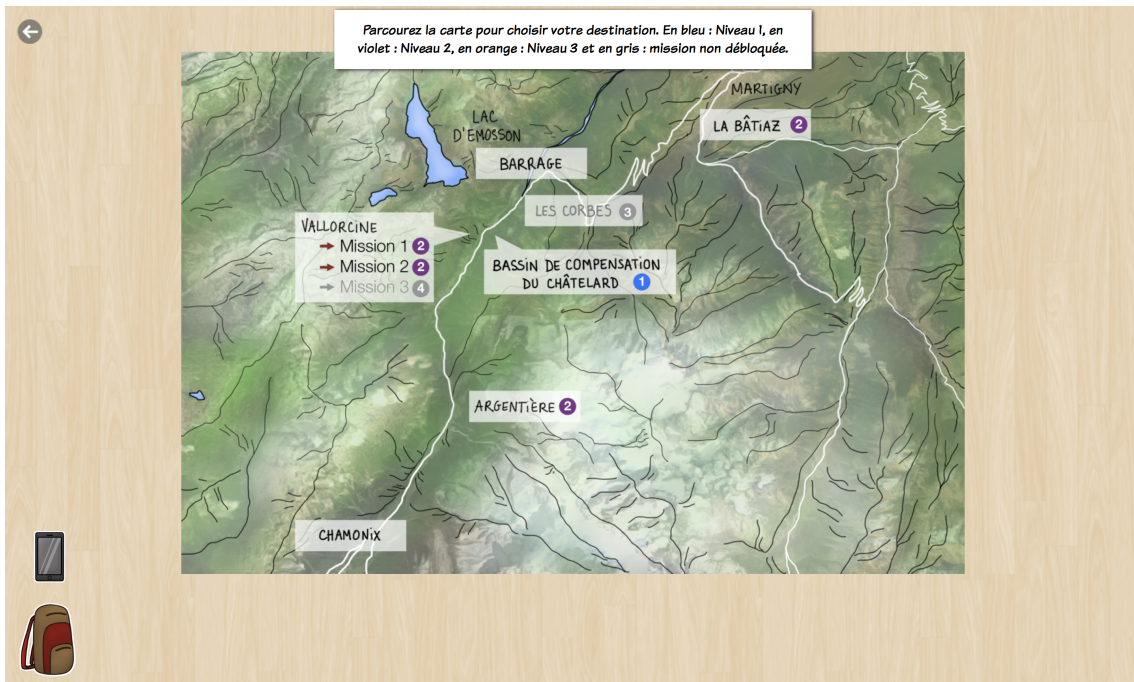 Parcourez la carte pour choisir votre destination. En bleu : Niveau 1, en
violet : Niveau 2, en orange : Niveau 3 et en gris : mission non débloquée.
MARTIGNY
LAC
D'EMOSSON
LA BÂTIAZ 2
BARRAGE
LES CORBES 3
VALLORCINE
Mission 1 2
Mission 2 2
Mission 3 4
BASSIN DE COMPENSATION
DU CHÂTELARD 1
ARGENTIÈRE 2
CHAMONIX